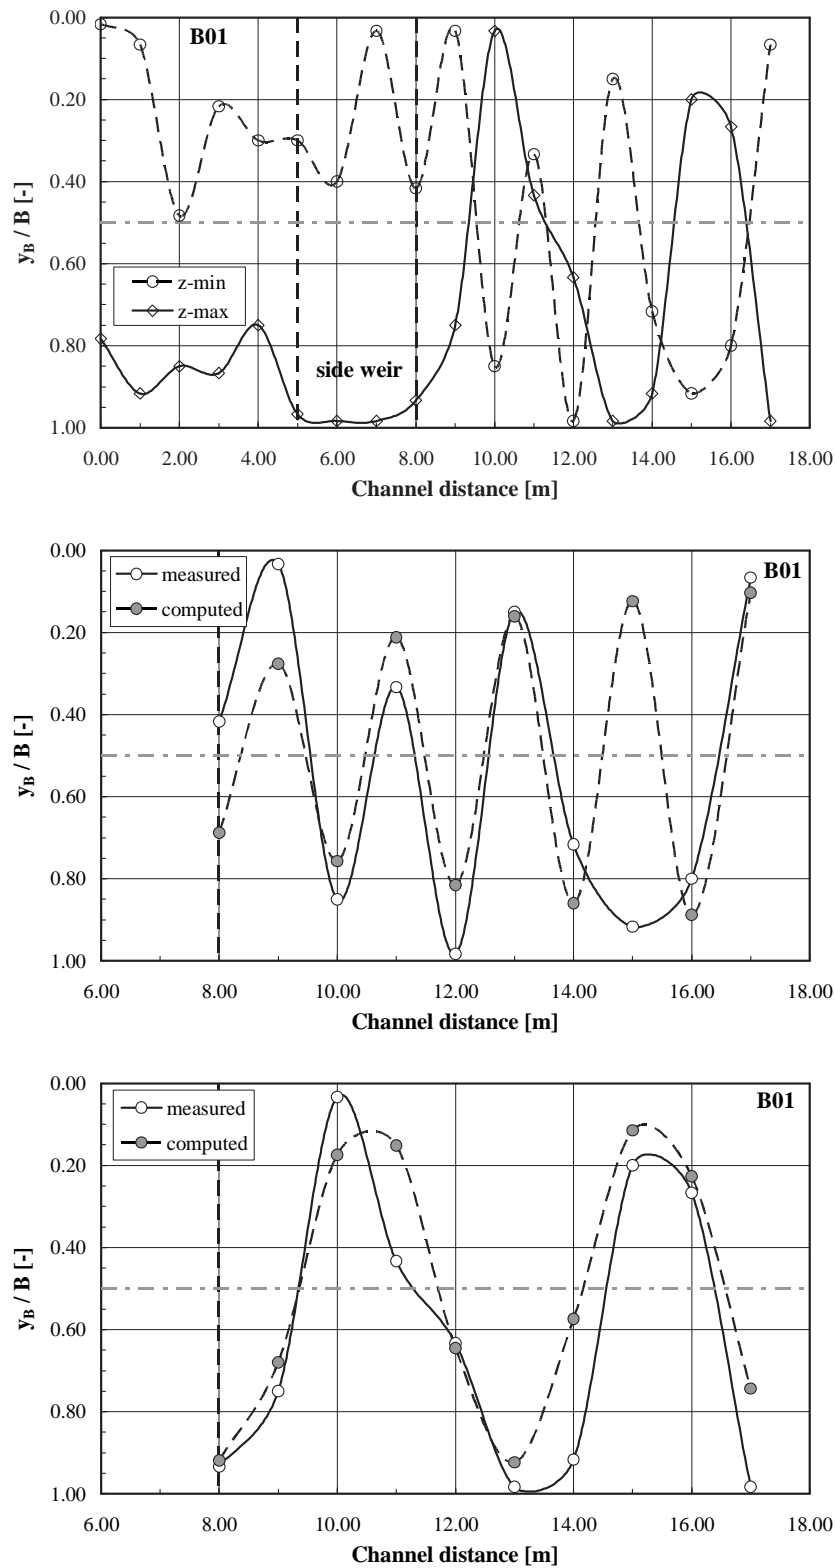 0.00
B01
0.20
0.40
y_B / B [-]
0.60
z-min
z-max
0.80
side weir
1.00
0.00 2.00 4.00 6.00 8.00 10.00 12.00 14.00 16.00 18.00
Channel distance [m]
0.00
measured
B01
computed
0.20
0.40
y_B / B [-]
0.60
0.80
1.00
6.00 8.00 10.00 12.00 14.00 16.00 18.00
Channel distance [m]
0.00
measured
B01
computed
0.20
0.40
y_B / B [-]
0.60
0.80
1.00
6.00 8.00 10.00 12.00 14.00 16.00 18.00
Channel distance [m]